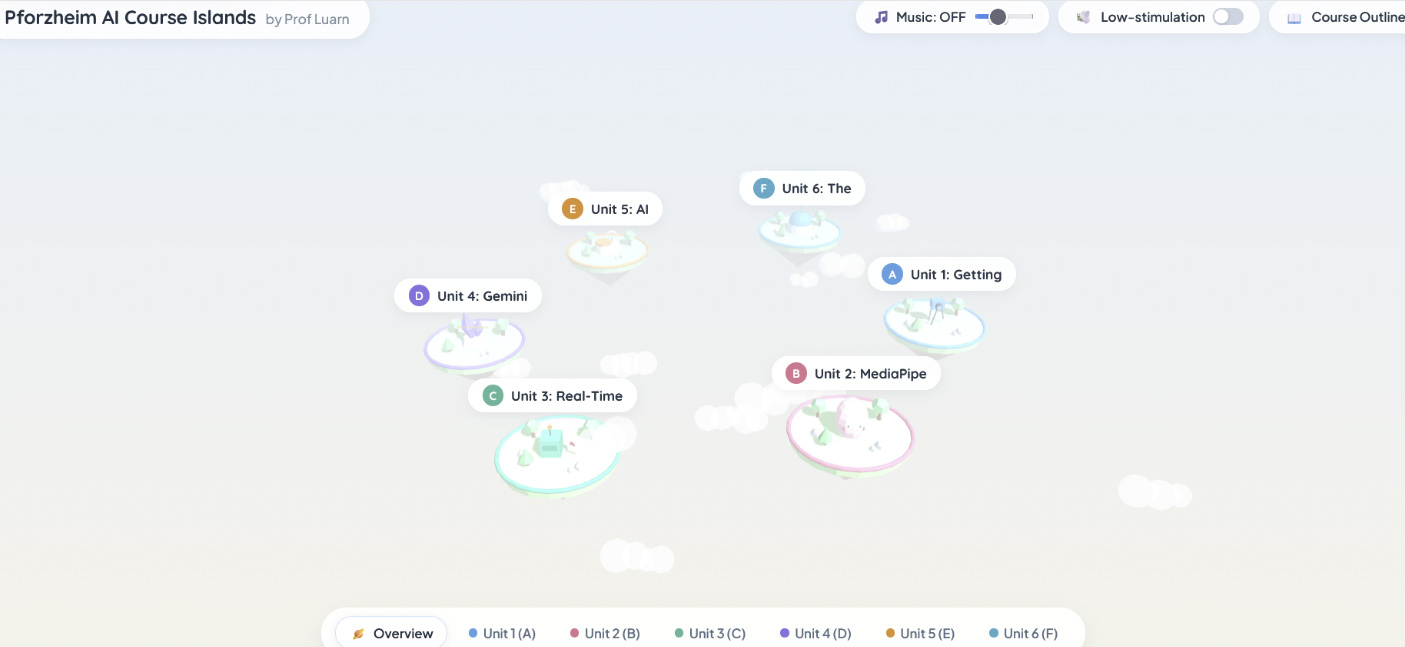 Pforzheim AI Course Islands by Prof Luarn
Music: OFF
Low-stimulation
Course Outline
F Unit 6: The
E Unit 5: AI
A Unit 1: Getting
D Unit 4: Gemini
B Unit 2: MediaPipe
C Unit 3: Real-Time
Overview
Unit 1 (A)
Unit 2 (B)
Unit 3 (C)
Unit 4 (D)
Unit 5 (E)
Unit 6 (F)